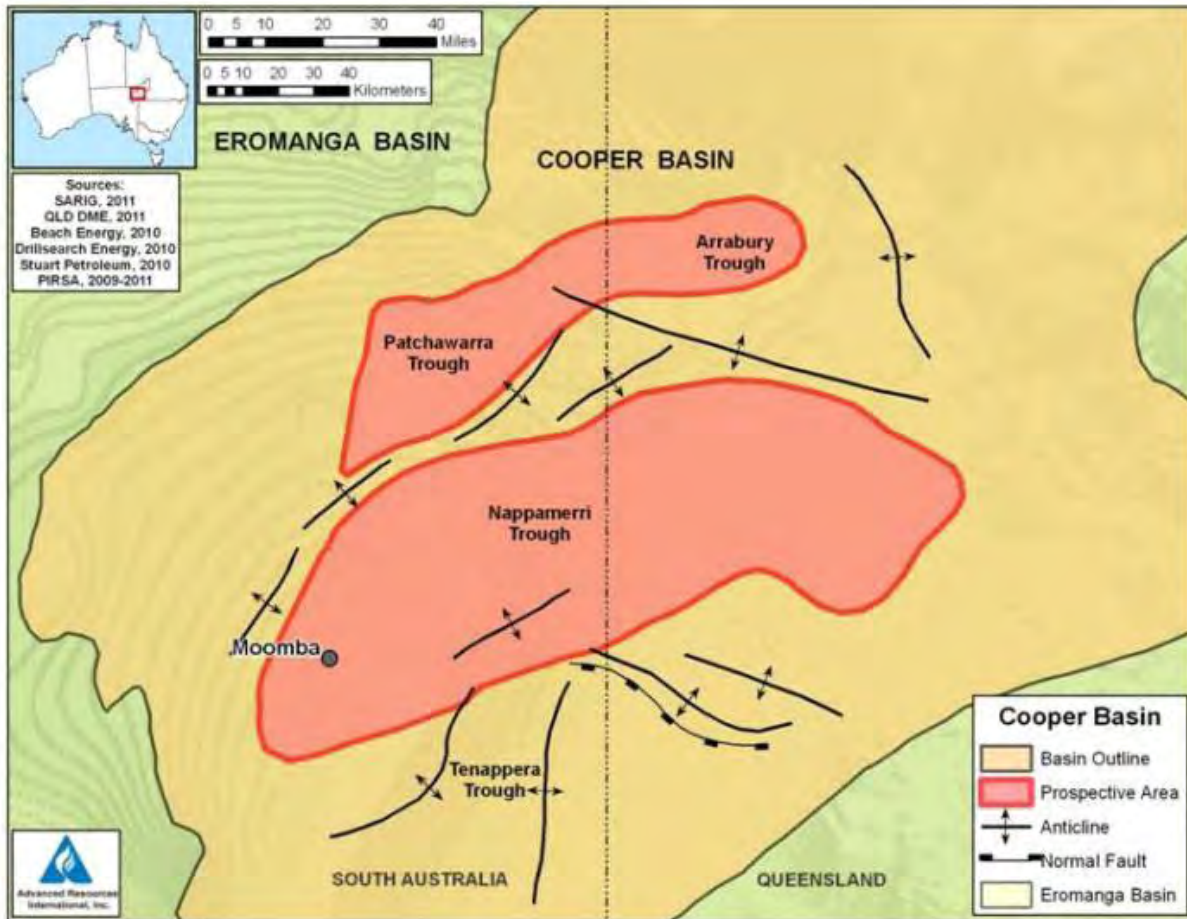 0 5 10 20 30 40
Miles
0 5 10 20 30 40
Kilometers
EROMANGA BASIN
COOPER BASIN
Sources:
SARIG, 2011
QLD DME, 2011
Beach Energy, 2010
Drillsearch Energy, 2010
Stuart Petroleum, 2010
PIRSA, 2009-2011
Arrabury
Trough
Patchawarra
Trough
Nappamerri
Trough
Moomba
Tenappera
Trough
SOUTH AUSTRALIA
QUEENSLAND
Cooper Basin
Basin Outline
Prospective Area
Anticline
Normal Fault
Eromanga Basin
Advanced Resources
International, Inc.